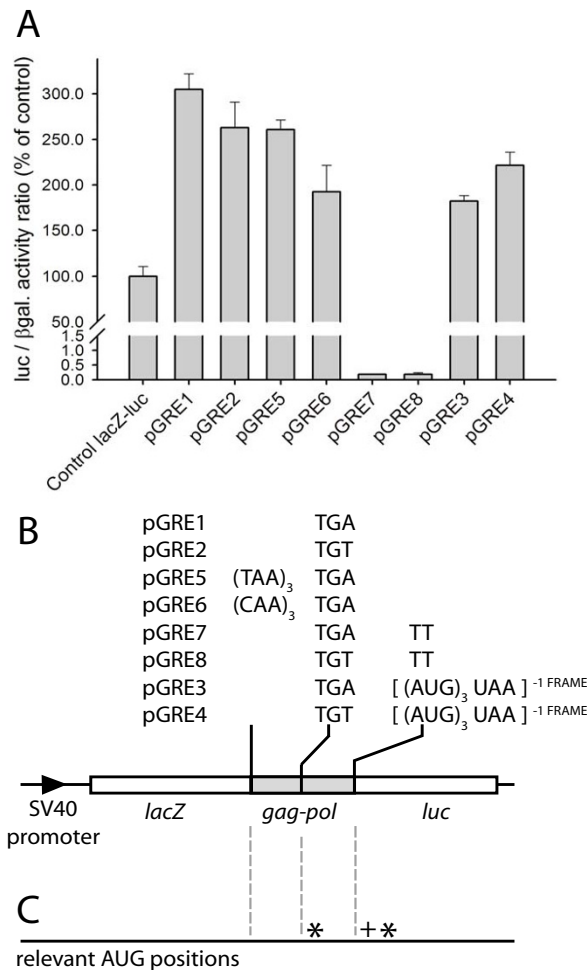 A
luc / βgal. activity ratio (% of control)
300.0
250.0
200.0
150.0
100.0
50.0
1.5
1.0
0.5
0.0
Control lacZ-luc
pGRE1
pGRE2
pGRE5
pGRE6
pGRE7
pGRE8
pGRE3
pGRE4
B
pGRE1 TGA
pGRE2 TGT
pGRE5 (TAA)3 TGA
pGRE6 (CAA)3 TGA
pGRE7 TGA TT
pGRE8 TGT TT
pGRE3 TGA [ (AUG)3 UAA ] -1 FRAME
pGRE4 TGT [ (AUG)3 UAA ] -1 FRAME
SV40
promoter
lacZ gag-pol luc
C
* +*
relevant AUG positions